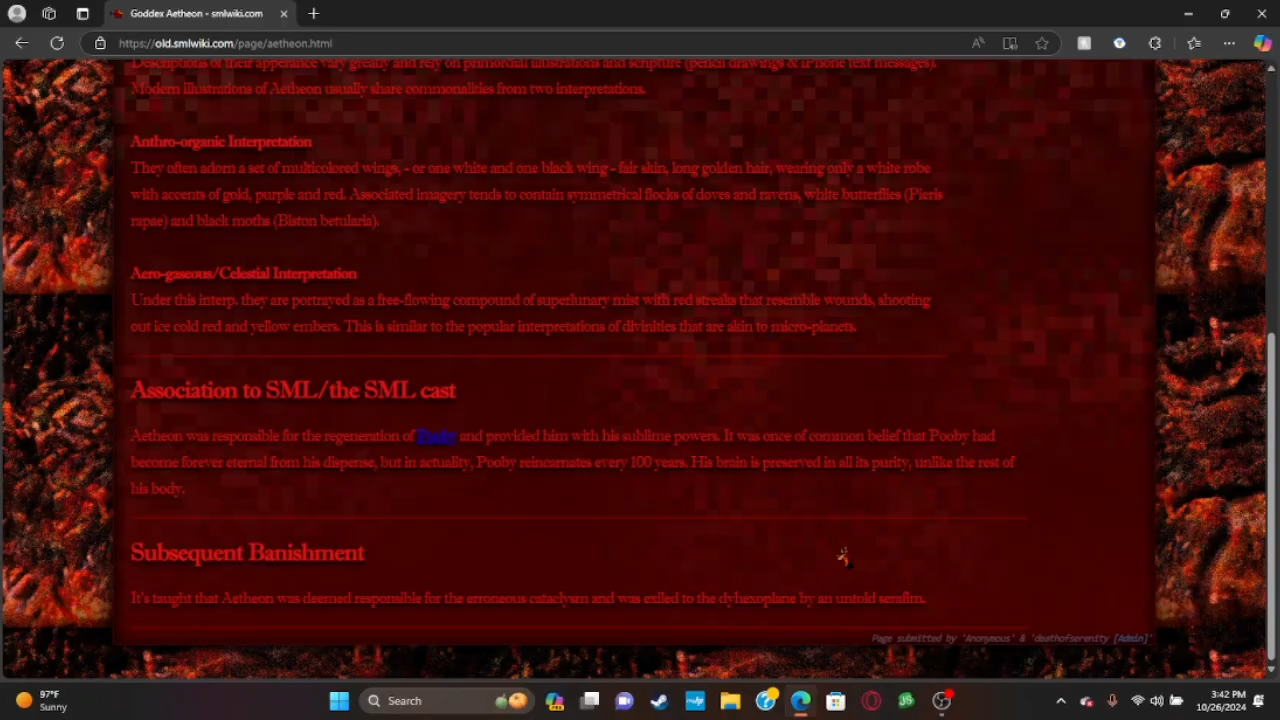 Goddex Aetheon - smlwiki.com
https://old.smlwiki.com/page/aetheon.html
Descriptions of their apperance vary greatly and rely on primordial illustrations and scripture (pencil drawings & iPhone text messages).
Modern illustrations of Aetheon usually share commonalities from two interpretations.
Anthro-organic Interpretation
They often adorn a set of multicolored wings, - or one white and one black wing - fair skin, long golden hair, wearing only a white robe
with accents of gold, purple and red. Associated imagery tends to contain symmetrical flocks of doves and ravens, white butterflies (Pieris
rapae) and black moths (Biston betularia).
Aero-gaseous/Celestial Interpretation
Under this interp. they are portrayed as a free-flowing compound of superlunary mist with red streaks that resemble wounds, shooting
out ice cold red and yellow embers. This is similar to the popular interpretations of divinities that are akin to micro-planets.
Association to SML/the SML cast
Aetheon was responsible for the regeneration of Pooby and provided him with his sublime powers. It was once of common belief that Pooby had
become forever eternal from his dispense, but in actuality, Pooby reincarnates every 100 years. His brain is preserved in all its purity, unlike the rest of
his body.
Subsequent Banishment
It's taught that Aetheon was deemed responsible for the erroneous cataclysm and was exiled to the dyhexoplane by an untold serafim.
Page submitted by 'Anonymous' & 'deathofserenity [Admin]'
97°F
Sunny
Search
3:42 PM
10/26/2024